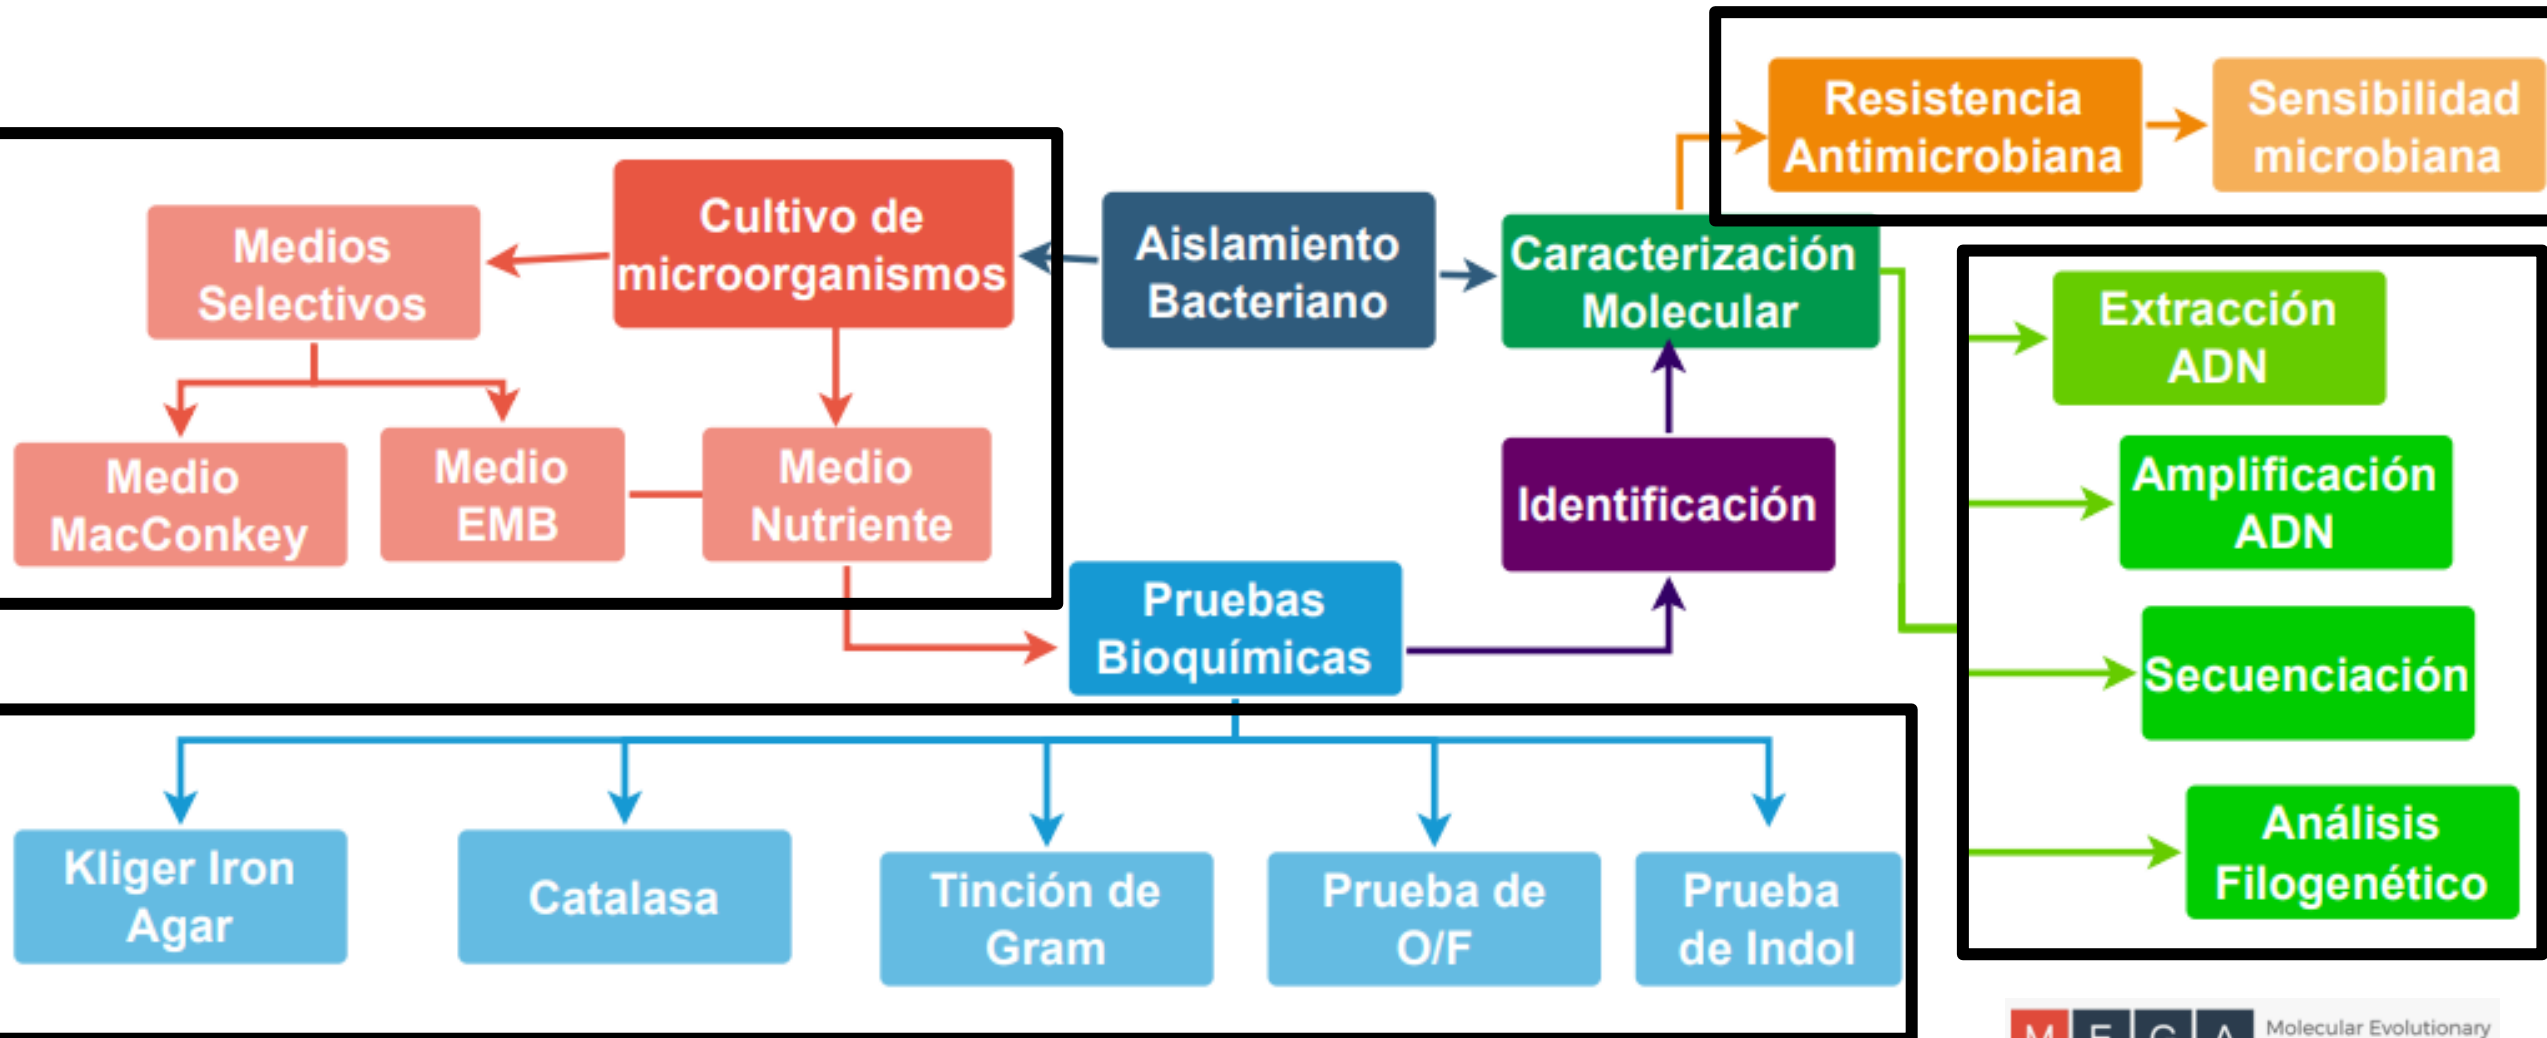 Resistencia
Antimicrobiana
Sensibilidad
microbiana
Cultivo de
microorganismos
Medios
Selectivos
Aislamiento
Bacteriano
Caracterización
Molecular
Extracción
ADN
Medio
MacConkey
Medio
EMB
Medio
Nutriente
Identificación
Amplificación
ADN
Pruebas
Bioquímicas
Secuenciación
Análisis
Filogenético
Kliger Iron
Agar
Catalasa
Tinción de
Gram
Prueba de
O/F
Prueba
de Indol
M E G A
Molecular Evolutionary